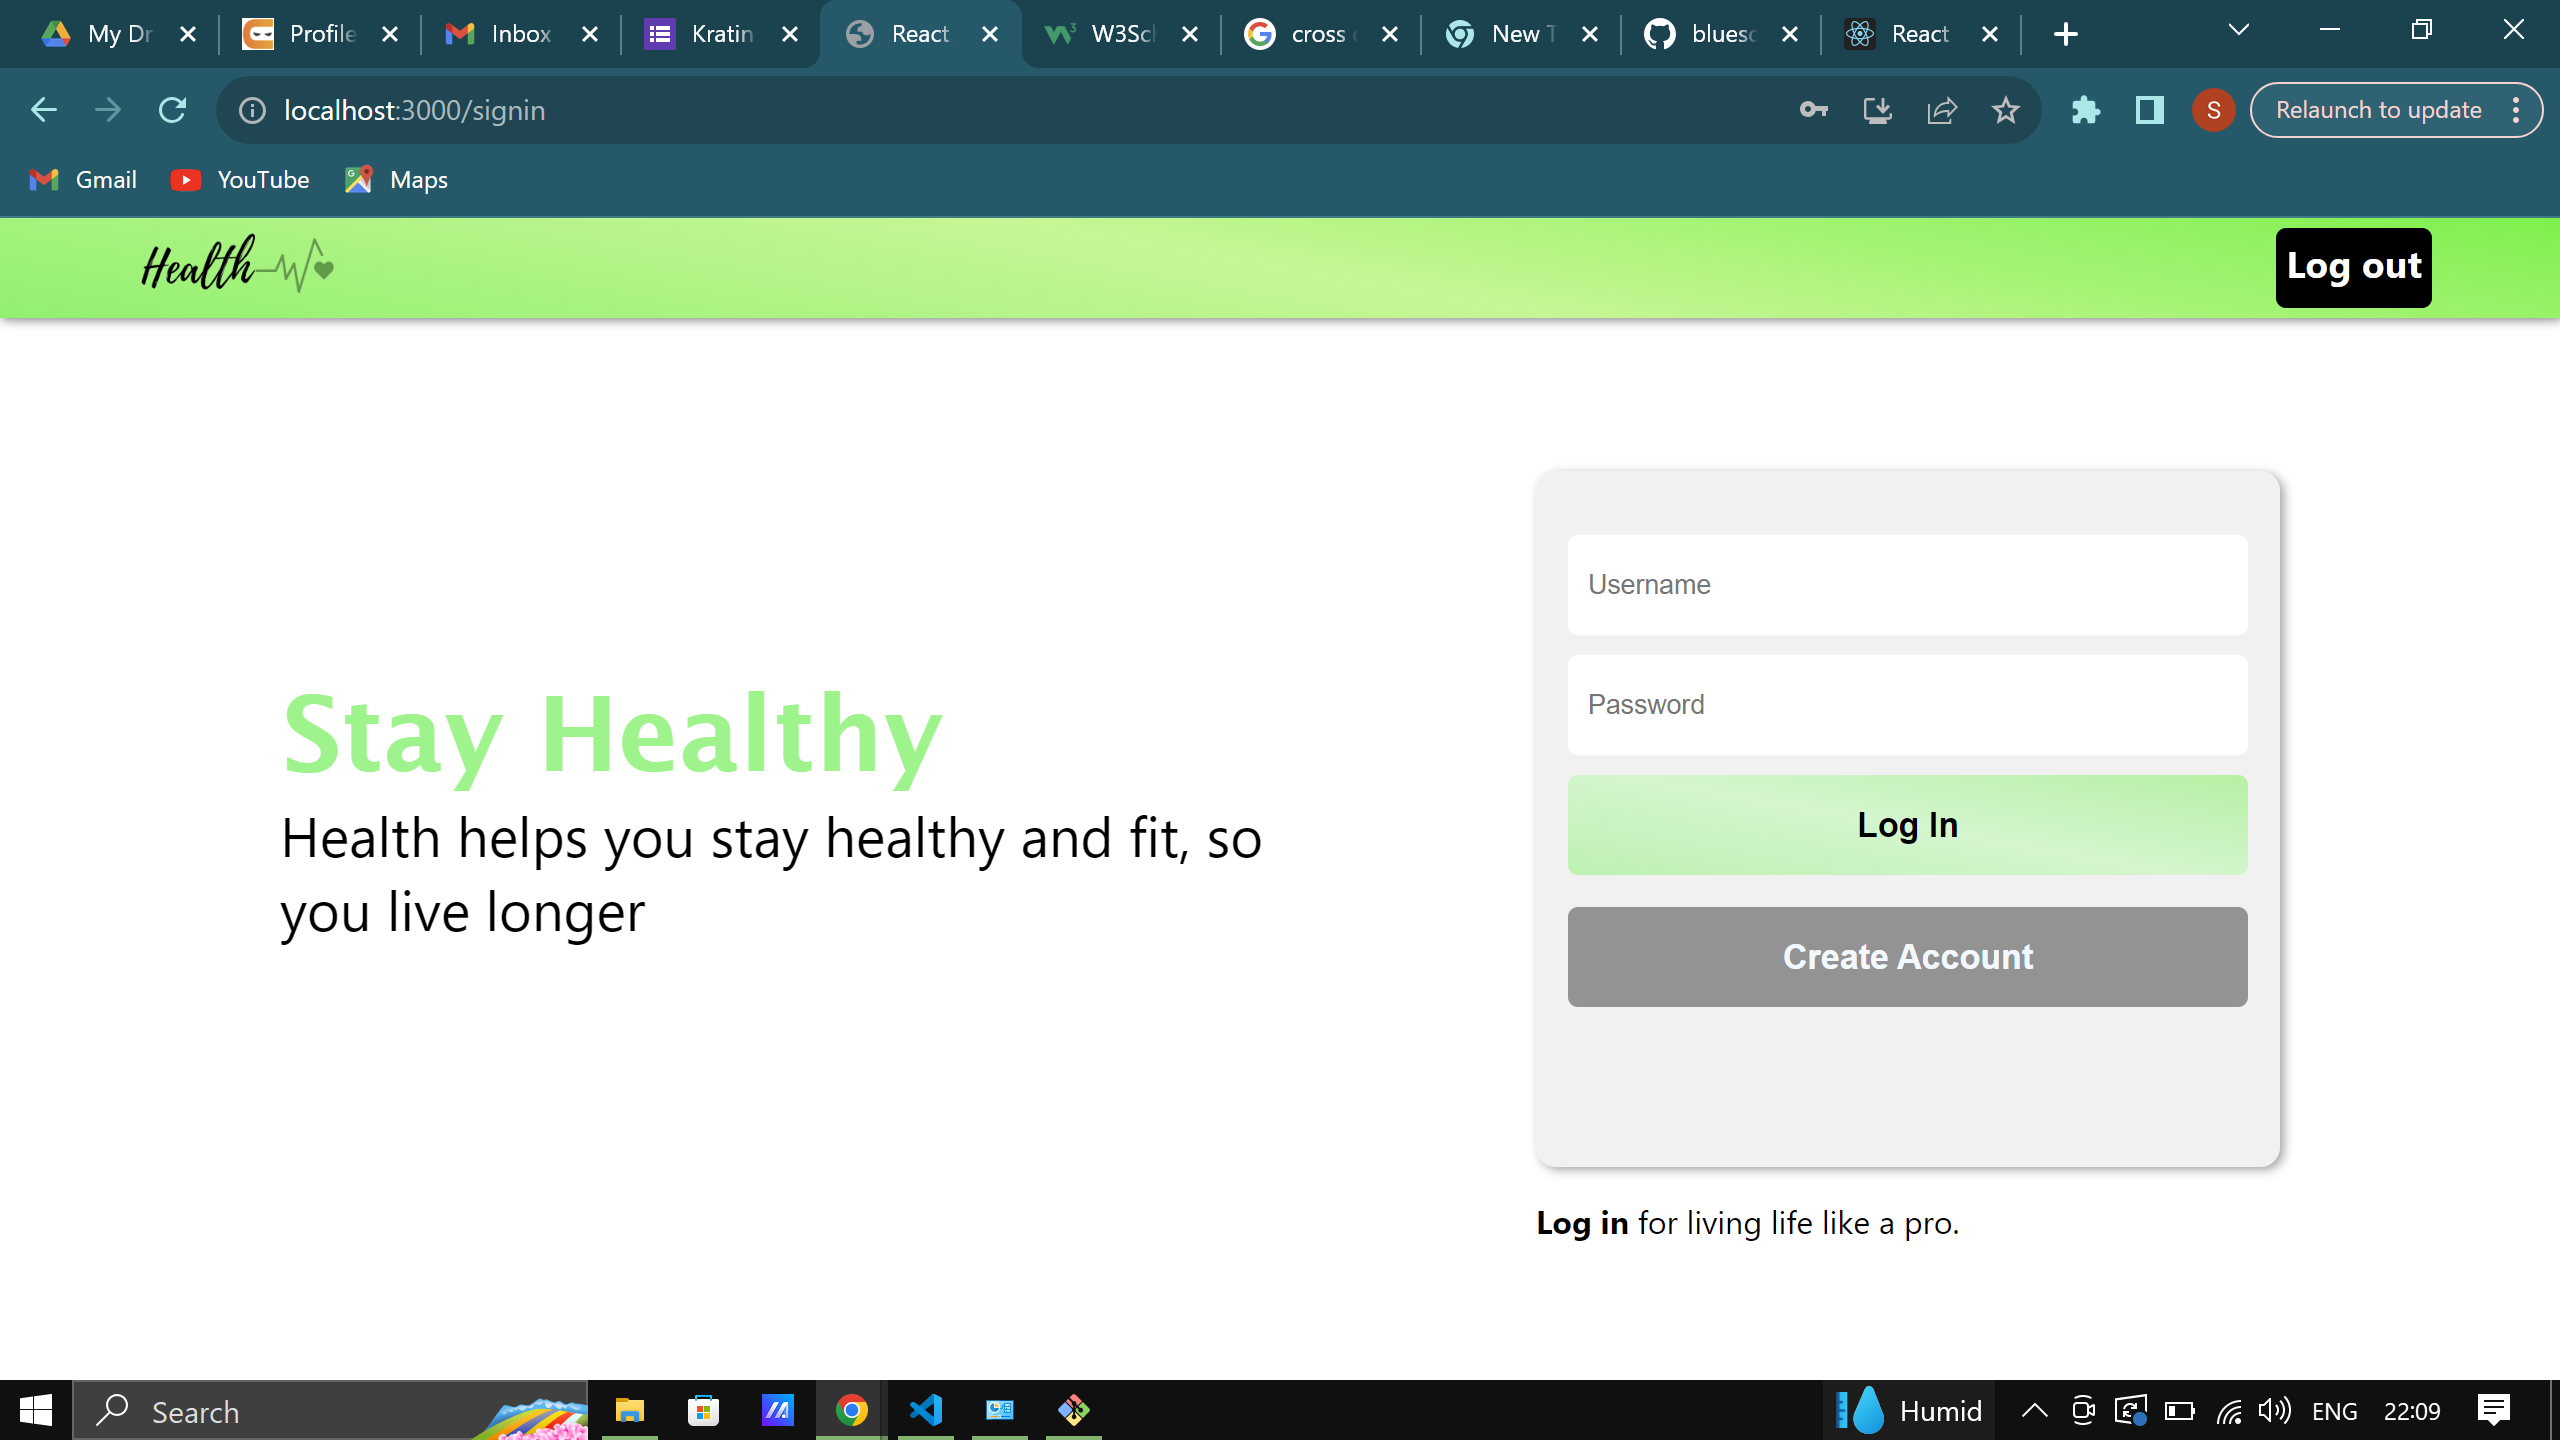 My Dr
Profile
Inbox
Kratin
React
W3Sch
cross
New T
bluesc
React
localhost:3000/signin
S
Relaunch to update
Gmail
YouTube
Maps
Health
Log out
Username
Password
Log In
Create Account
Stay Healthy
Health helps you stay healthy and fit, so
you live longer
Log in for living life like a pro.
Search
Humid
ENG
22:09